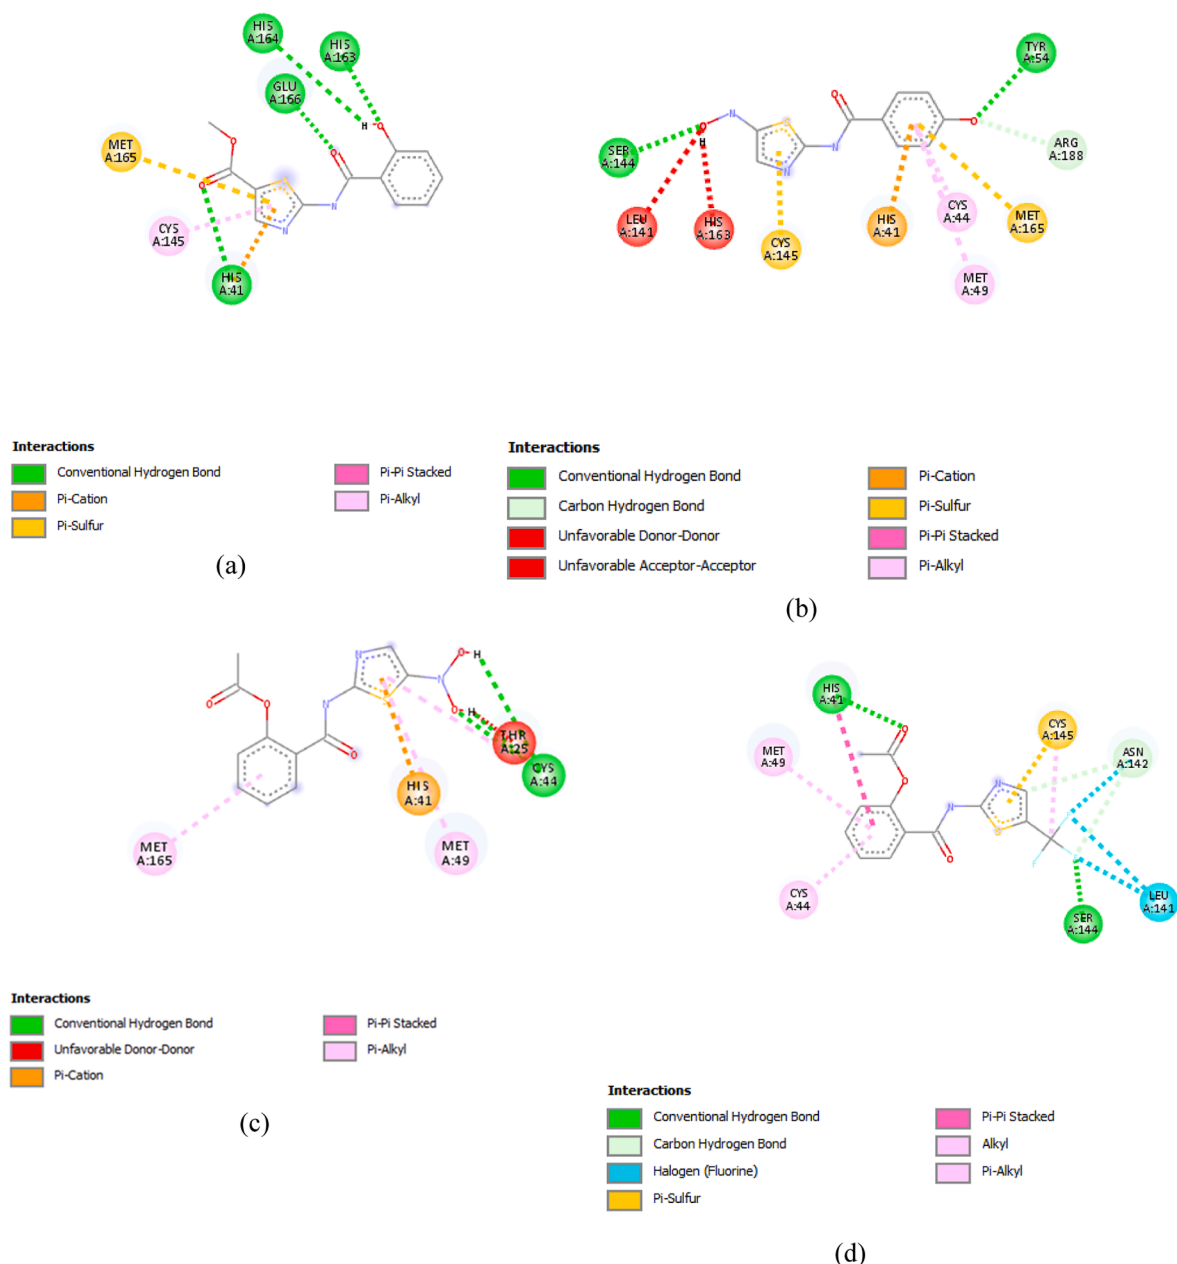 HIS
A:164
HIS
A:163
GLU
A:166
H
O
O
O
O
MET
A:165
S
N
N
CYS
A:145
HIS
A:41
TYR
A:54
O
N
O
H
S
N
N
O
SER
A:144
ARG
A:188
LEU
A:141
HIS
A:163
CYS
A:145
HIS
A:41
CYS
A:44
MET
A:165
MET
A:49
Interactions
Conventional Hydrogen Bond
Pi-Cation
Pi-Sulfur
Pi-Pi Stacked
Pi-Alkyl
(a)
Interactions
Conventional Hydrogen Bond
Carbon Hydrogen Bond
Unfavorable Donor-Donor
Unfavorable Acceptor-Acceptor
Pi-Cation
Pi-Sulfur
Pi-Pi Stacked
Pi-Alkyl
(b)
N
O
H
N
O
H
O
O
N
S
O
THR
A:25
CYS
A:44
HIS
A:41
MET
A:165
MET
A:49
Interactions
Conventional Hydrogen Bond
Unfavorable Donor-Donor
Pi-Cation
Pi-Pi Stacked
Pi-Alkyl
(c)
HIS
A:41
MET
A:49
O
O
N
N
S
O
F
F
F
CYS
A:145
ASN
A:142
CYS
A:44
SER
A:144
LEU
A:141
Interactions
Conventional Hydrogen Bond
Carbon Hydrogen Bond
Halogen (Fluorine)
Pi-Sulfur
Pi-Pi Stacked
Alkyl
Pi-Alkyl
(d)